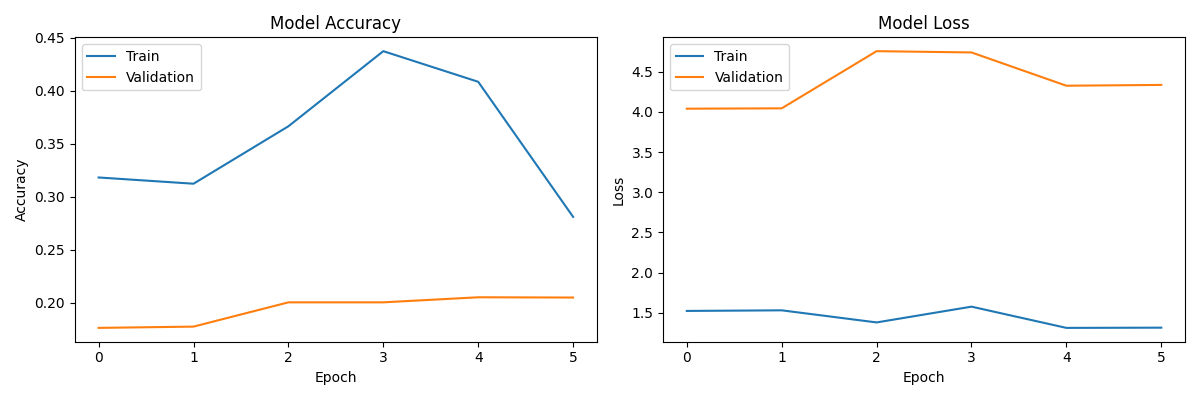 Model Accuracy
Train
Validation
0.45
0.40
0.35
0.30
0.25
0.20
Accuracy
0 1 2 3 4 5
Epoch
Model Loss
Train
Validation
4.5
4.0
3.5
3.0
2.5
2.0
1.5
Loss
0 1 2 3 4 5
Epoch